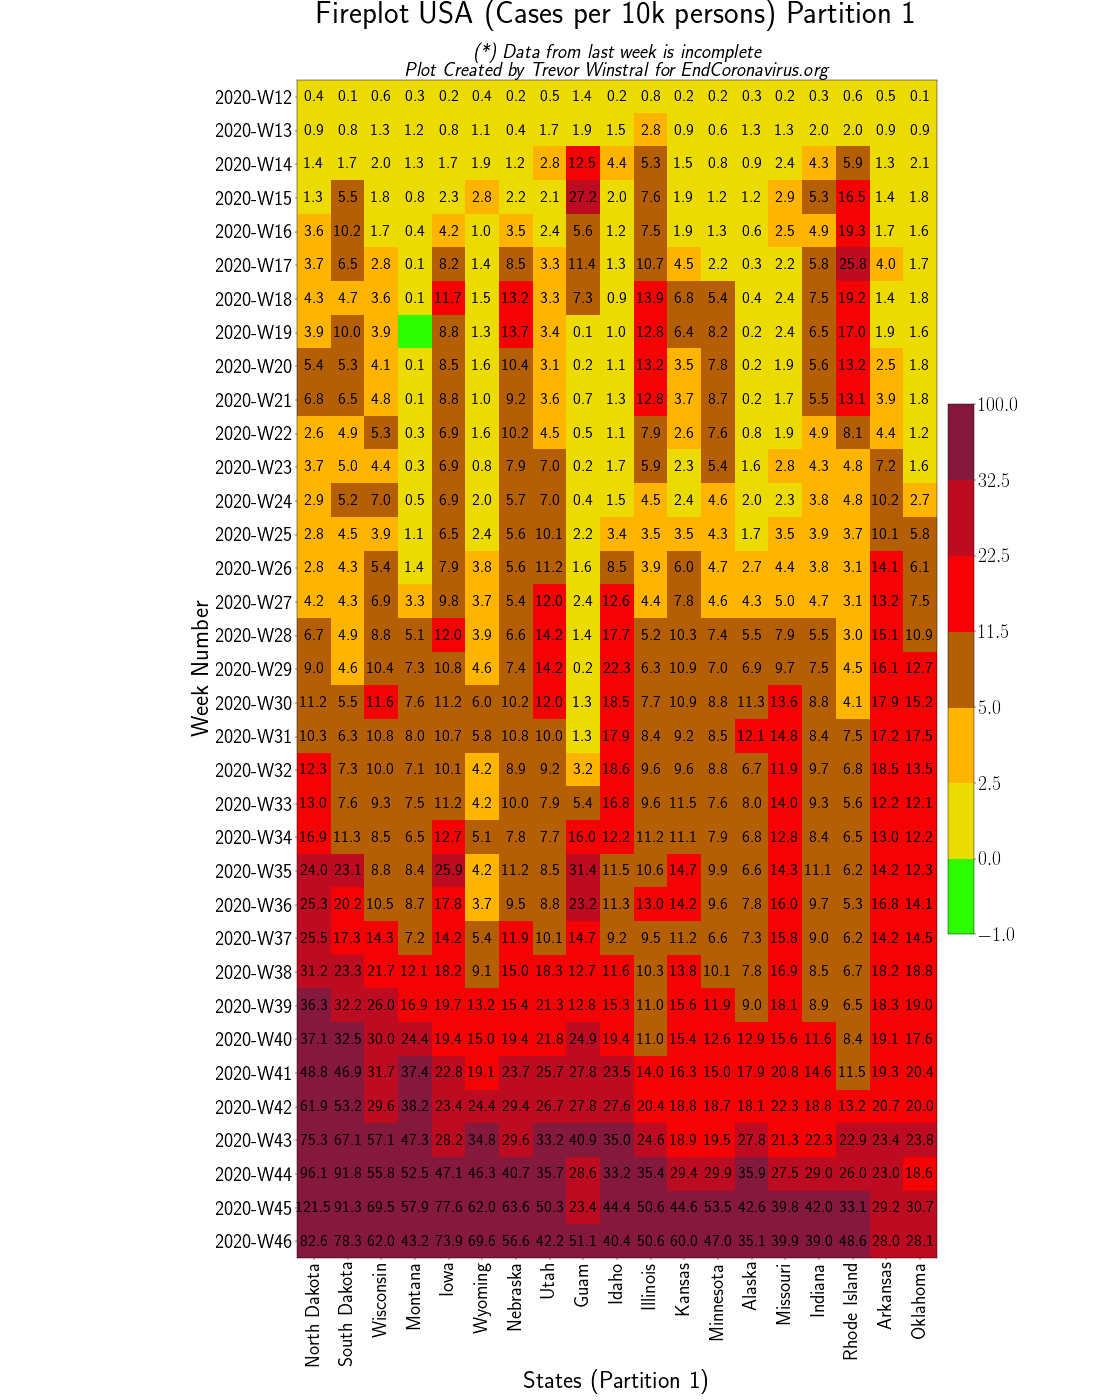 Fireplot USA (Cases per 10k persons) Partition 1
(*) Data from last week is incomplete
Plot Created by Trevor Winstral for EndCoronavirus.org
2020-W12 0.4 0.1 0.6 0.3 0.2 0.4 0.2 0.5 1.4 0.2 0.8 0.2 0.2 0.3 0.2 0.3 0.6 0.5 0.1
2020-W13 0.9 0.8 1.3 1.2 0.8 1.1 0.4 1.7 1.9 1.5 2.8 0.9 0.6 1.3 1.3 2.0 2.0 0.9 0.9
2020-W14 1.4 1.7 2.0 1.3 1.7 1.9 1.2 2.8 12.5 4.4 5.3 1.5 0.8 0.9 2.4 4.3 5.9 1.3 2.1
2020-W15 1.3 5.5 1.8 0.8 2.3 2.8 2.2 2.1 27.2 2.0 7.6 1.9 1.2 1.2 2.9 5.3 16.5 1.4 1.8
2020-W16 3.6 10.2 1.7 0.4 4.2 1.0 3.5 2.4 5.6 1.2 7.5 1.9 1.3 0.6 2.5 4.9 19.3 1.7 1.6
2020-W17 3.7 6.5 2.8 0.1 8.2 1.4 8.5 3.3 11.4 1.3 10.7 4.5 2.2 0.3 2.2 5.8 25.8 4.0 1.7
2020-W18 4.3 4.7 3.6 0.1 11.7 1.5 13.2 3.3 7.3 0.9 13.9 6.8 5.4 0.4 2.4 7.5 19.2 1.4 1.8
2020-W19 3.9 10.0 3.9 8.8 1.3 13.7 3.4 0.1 1.0 12.8 6.4 8.2 0.2 2.4 6.5 17.0 1.9 1.6
2020-W20 5.4 5.3 4.1 0.1 8.5 1.6 10.4 3.1 0.2 1.1 13.2 3.5 7.8 0.2 1.9 5.6 13.2 2.5 1.8
2020-W21 6.8 6.5 4.8 0.1 8.8 1.0 9.2 3.6 0.7 1.3 12.8 3.7 8.7 0.2 1.7 5.5 13.1 3.9 1.8
2020-W22 2.6 4.9 5.3 0.3 6.9 1.6 10.2 4.5 0.5 1.1 7.9 2.6 7.6 0.8 1.9 4.9 8.1 4.4 1.2
2020-W23 3.7 5.0 4.4 0.3 6.9 0.8 7.9 7.0 0.2 1.7 5.9 2.3 5.4 1.6 2.8 4.3 4.8 7.2 1.6
2020-W24 2.9 5.2 7.0 0.5 6.9 2.0 5.7 7.0 0.4 1.5 4.5 2.4 4.6 2.0 2.3 3.8 4.8 10.2 2.7
2020-W25 2.8 4.5 3.9 1.1 6.5 2.4 5.6 10.1 2.2 3.4 3.5 3.5 4.3 1.7 3.5 3.9 3.7 10.1 5.8
2020-W26 2.8 4.3 5.4 1.4 7.9 3.8 5.6 11.2 1.6 8.5 3.9 6.0 4.7 2.7 4.4 3.8 3.1 14.1 6.1
2020-W27 4.2 4.3 6.9 3.3 9.8 3.7 5.4 12.0 2.4 12.6 4.4 7.8 4.6 4.3 5.0 4.7 3.1 13.2 7.5
2020-W28 6.7 4.9 8.8 5.1 12.0 3.9 6.6 14.2 1.4 17.7 5.2 10.3 7.4 5.5 7.9 5.5 3.0 15.1 10.9
2020-W29 9.0 4.6 10.4 7.3 10.8 4.6 7.4 14.2 0.2 22.3 6.3 10.9 7.0 6.9 9.7 7.5 4.5 16.1 12.7
2020-W30 11.2 5.5 11.6 7.6 11.2 6.0 10.2 12.0 1.3 18.5 7.7 10.9 8.8 11.3 13.6 8.8 4.1 17.9 15.2
2020-W31 10.3 6.3 10.8 8.0 10.7 5.8 10.8 10.0 1.3 17.9 8.4 9.2 8.5 12.1 14.8 8.4 7.5 17.2 17.5
2020-W32 12.3 7.3 10.0 7.1 10.1 4.2 8.9 9.2 3.2 18.6 9.6 9.6 8.8 6.7 11.9 9.7 6.8 18.5 13.5
2020-W33 13.0 7.6 9.3 7.5 11.2 4.2 10.0 7.9 5.4 16.8 9.6 11.5 7.6 8.0 14.0 9.3 5.6 12.2 12.1
2020-W34 16.9 11.3 8.5 6.5 12.7 5.1 7.8 7.7 16.0 12.2 11.2 11.1 7.9 6.8 12.8 8.4 6.5 13.0 12.2
2020-W35 24.0 23.1 8.8 8.4 25.9 4.2 11.2 8.5 31.4 11.5 10.6 14.7 9.9 6.6 14.3 11.1 6.2 14.2 12.3
2020-W36 25.3 20.2 10.5 8.7 17.8 3.7 9.5 8.8 23.2 11.3 13.0 14.2 9.6 7.8 16.0 9.7 5.3 16.8 14.1
2020-W37 25.5 17.3 14.3 7.2 14.2 5.4 11.9 10.1 14.7 9.2 9.5 11.2 6.6 7.3 15.8 9.0 6.2 14.2 14.5
2020-W38 31.2 23.3 21.7 12.1 18.2 9.1 15.0 18.3 12.7 11.6 10.3 13.8 10.1 7.8 16.9 8.5 6.7 18.2 18.8
2020-W39 36.3 32.2 26.0 16.9 19.7 13.2 15.4 21.3 12.8 15.3 11.0 15.6 11.9 9.0 18.1 8.9 6.5 18.3 19.0
2020-W40 37.1 32.5 30.0 24.4 19.4 15.0 19.4 21.8 24.9 19.4 11.0 15.4 12.6 12.9 15.6 11.6 8.4 19.1 17.6
2020-W41 48.8 46.9 31.7 37.4 22.8 19.1 23.7 25.7 27.8 23.5 14.0 16.3 15.0 17.9 20.8 14.6 11.5 19.3 20.4
2020-W42 61.9 53.2 29.6 38.2 23.4 24.4 29.4 26.7 27.8 27.6 20.4 18.8 18.7 18.1 22.3 18.8 13.2 20.7 20.0
2020-W43 75.3 67.1 57.1 47.3 28.2 34.8 29.6 33.2 40.9 35.0 24.6 18.9 19.5 27.8 21.3 22.3 22.9 23.4 23.8
2020-W44 96.1 91.8 55.8 52.5 47.1 46.3 40.7 35.7 28.6 33.2 35.4 29.4 29.9 35.9 27.5 29.0 26.0 23.0 18.6
2020-W45 121.5 91.3 69.5 57.9 77.6 62.0 63.6 50.3 23.4 44.4 50.6 44.6 53.5 42.6 39.8 42.0 33.1 29.2 30.7
2020-W46 82.6 78.3 62.0 43.2 73.9 69.6 56.6 42.2 51.1 40.4 50.6 60.0 47.0 35.1 39.9 39.0 48.6 28.0 28.1
Week Number
North Dakota
South Dakota
Wisconsin
Montana
Iowa
Wyoming
Nebraska
Utah
Guam
Idaho
Illinois
Kansas
Minnesota
Alaska
Missouri
Indiana
Rhode Island
Arkansas
Oklahoma
States (Partition 1)
100.0
32.5
22.5
11.5
5.0
2.5
0.0
−1.0